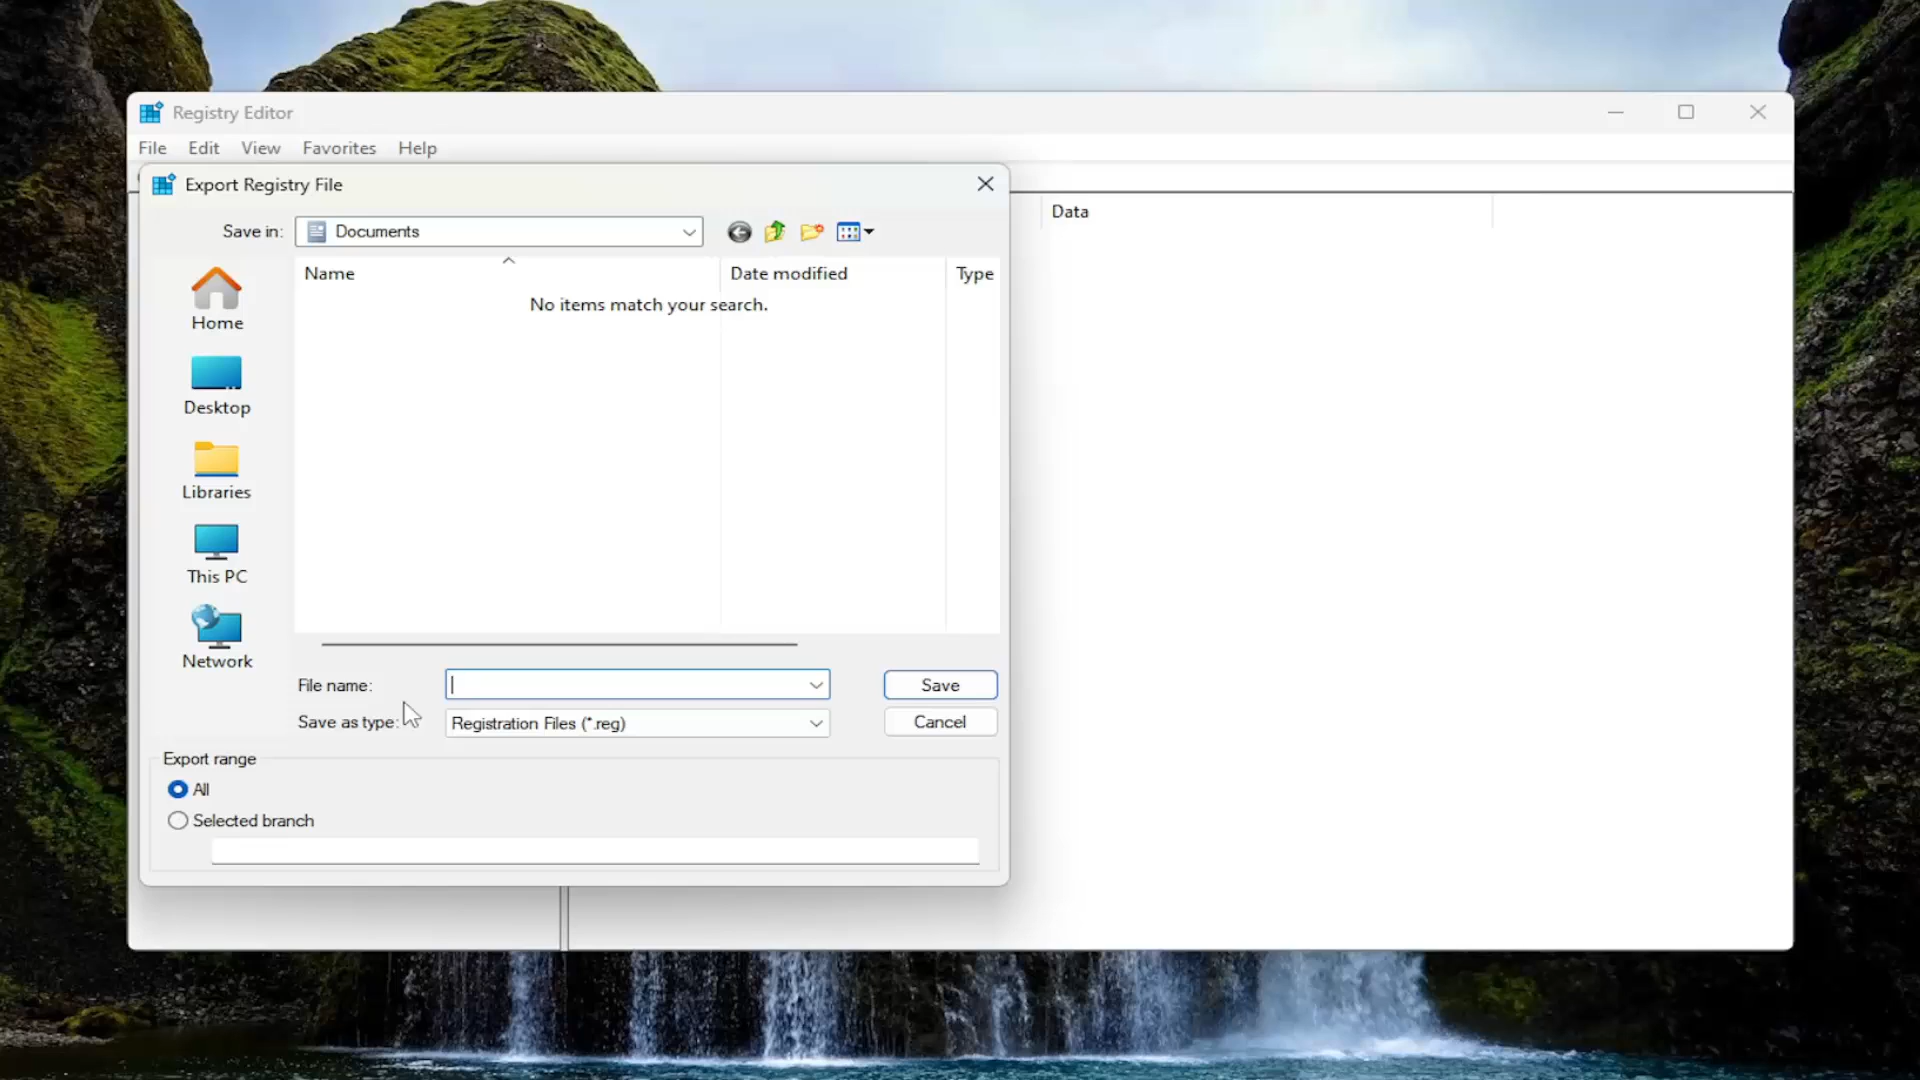 Registry Editor
File Edit View Favorites Help
Export Registry File
Save in: Documents
Data
Name Date modified Type
No items match your search.
Home
Desktop
Libraries
This PC
Network
File name: Save
Save as type: Registration Files (*.reg) Cancel
Export range
All
Selected branch